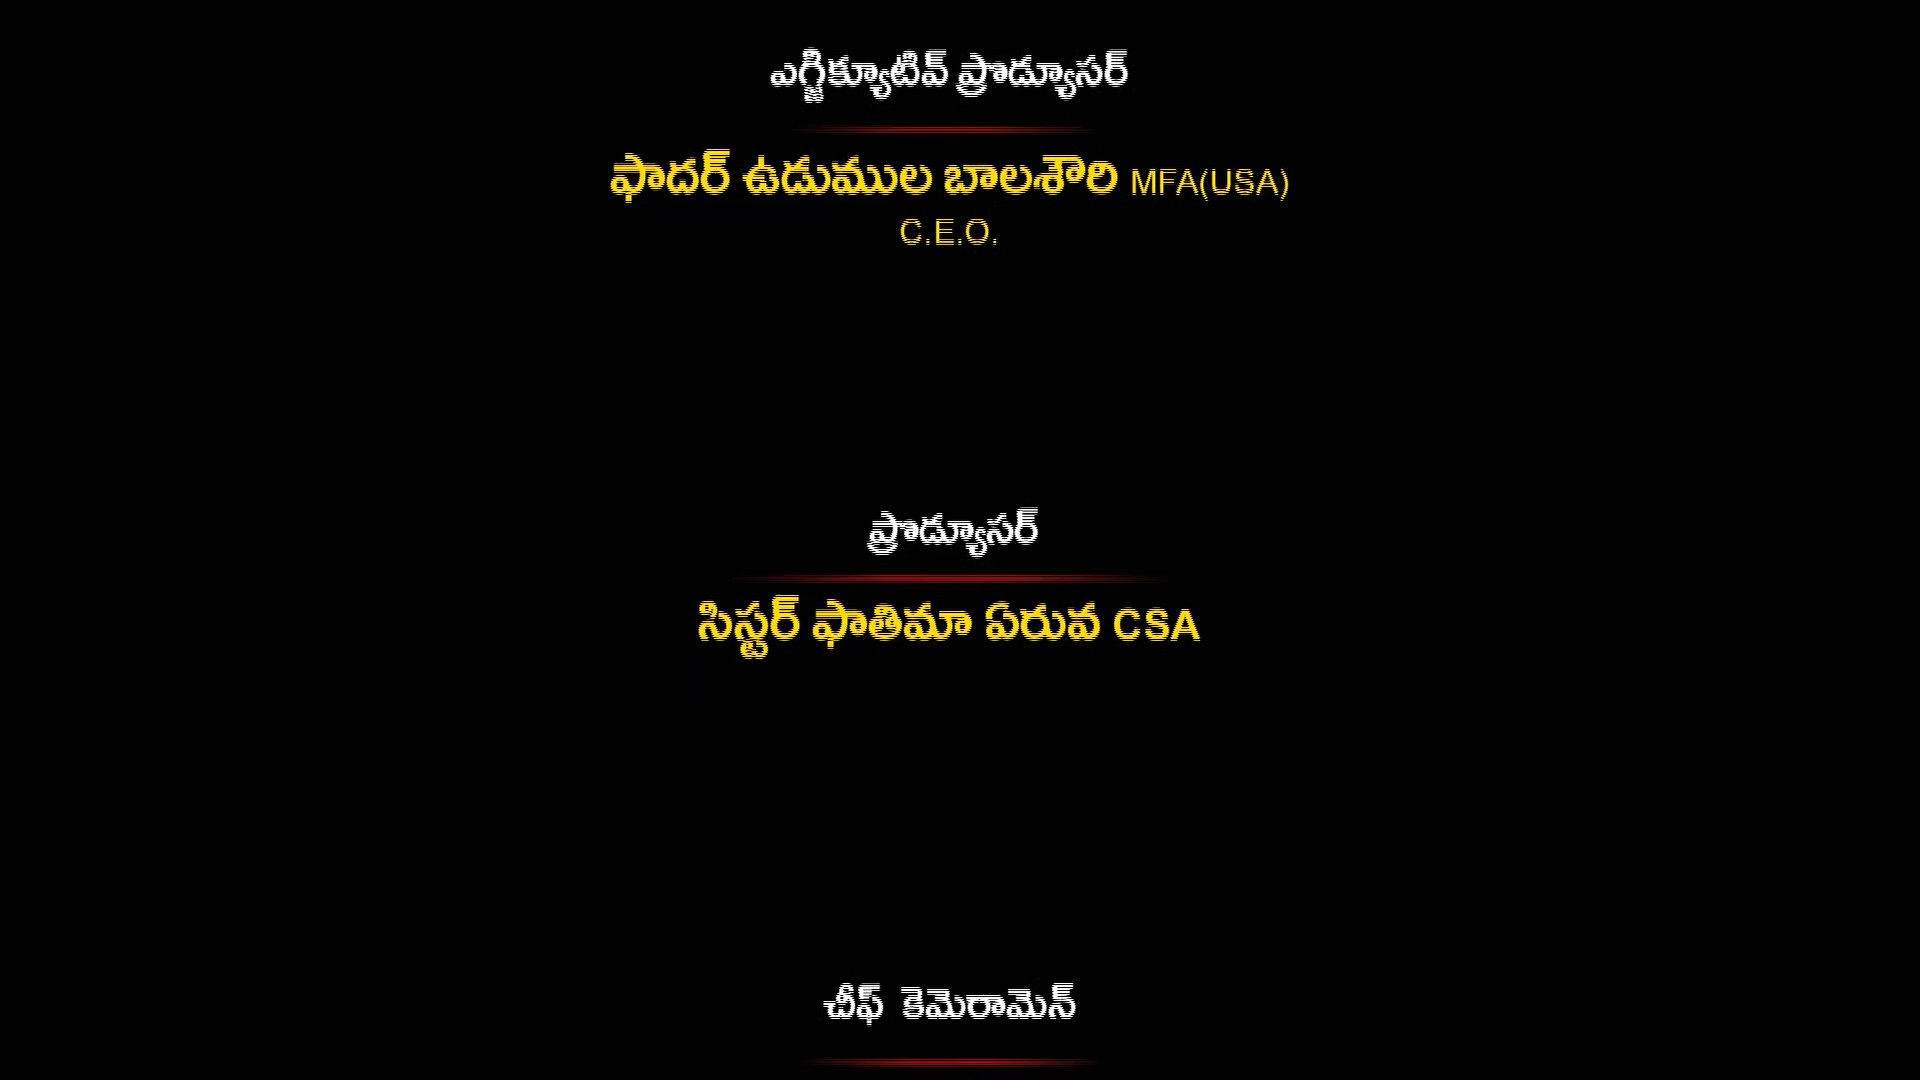 ఎగ్జిక్యూటివ్ ప్రొడ్యూసర్
ఫాదర్ ఉడుముల బాలశౌరి MFA(USA)
C.E.O.
ప్రొడ్యూసర్
సిస్టర్ ఫాతిమా ఏరువ CSA
చీఫ్ కెమెరామెన్